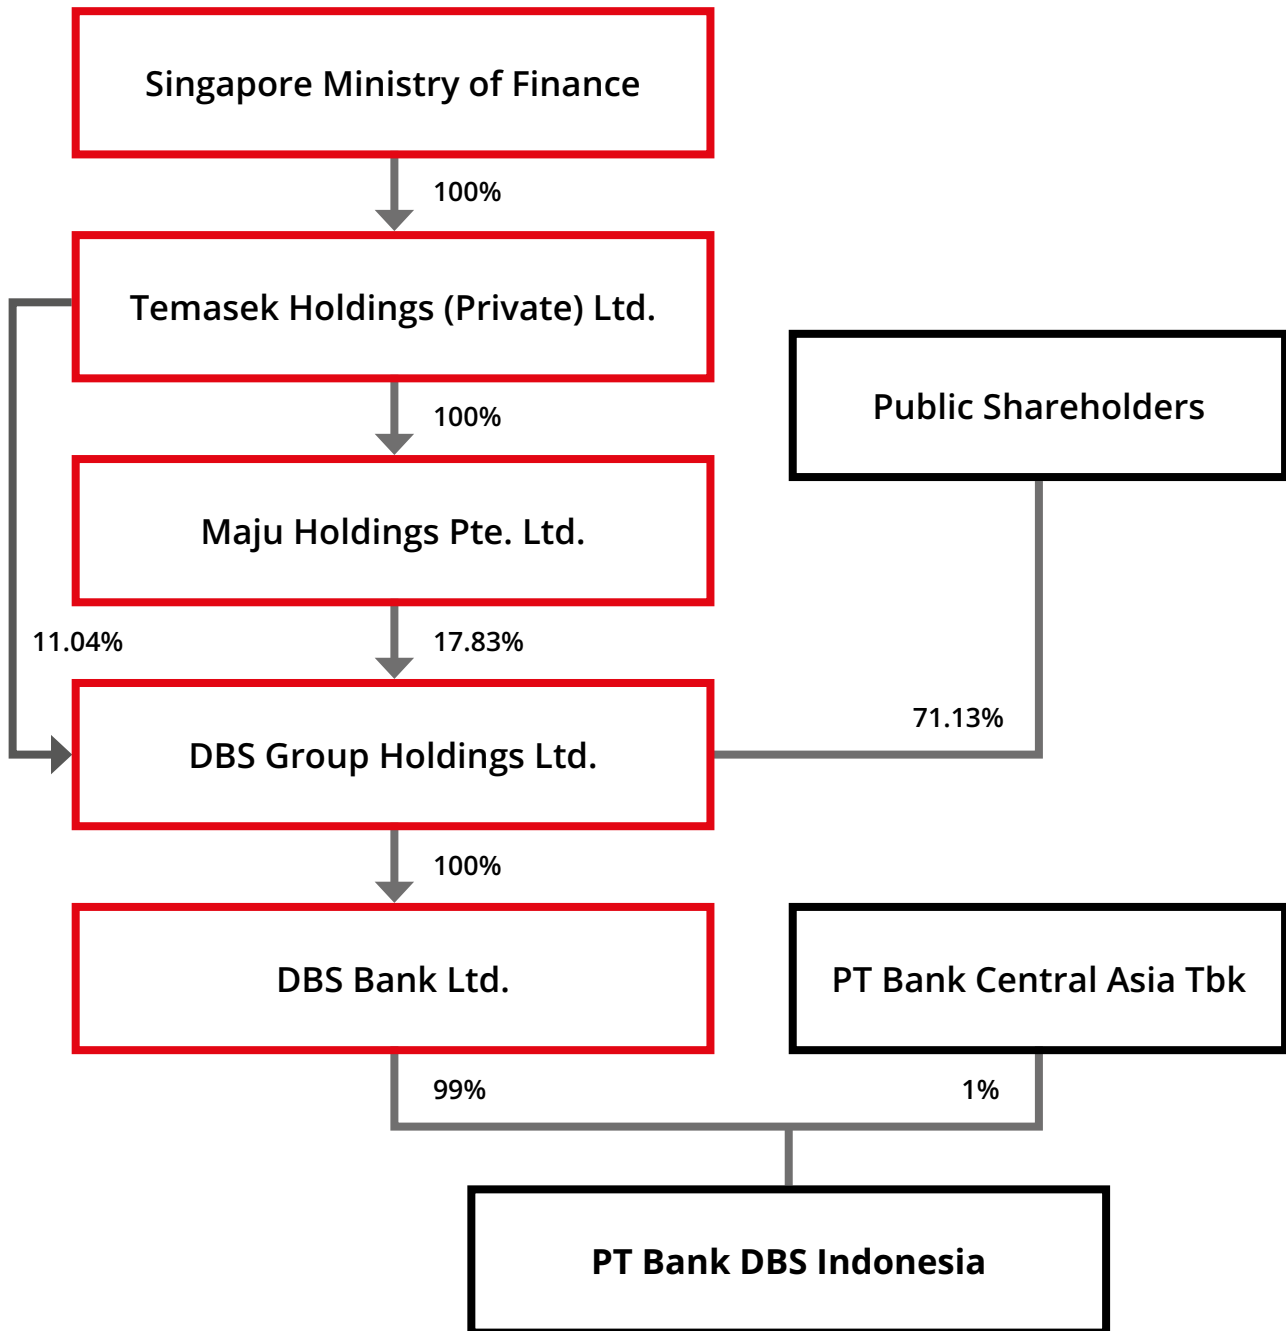 Singapore Ministry of Finance
100%
Temasek Holdings (Private) Ltd.
100%
Public Shareholders
Maju Holdings Pte. Ltd.
11.04%
17.83%
71.13%
DBS Group Holdings Ltd.
100%
DBS Bank Ltd.
PT Bank Central Asia Tbk
99%
1%
PT Bank DBS Indonesia